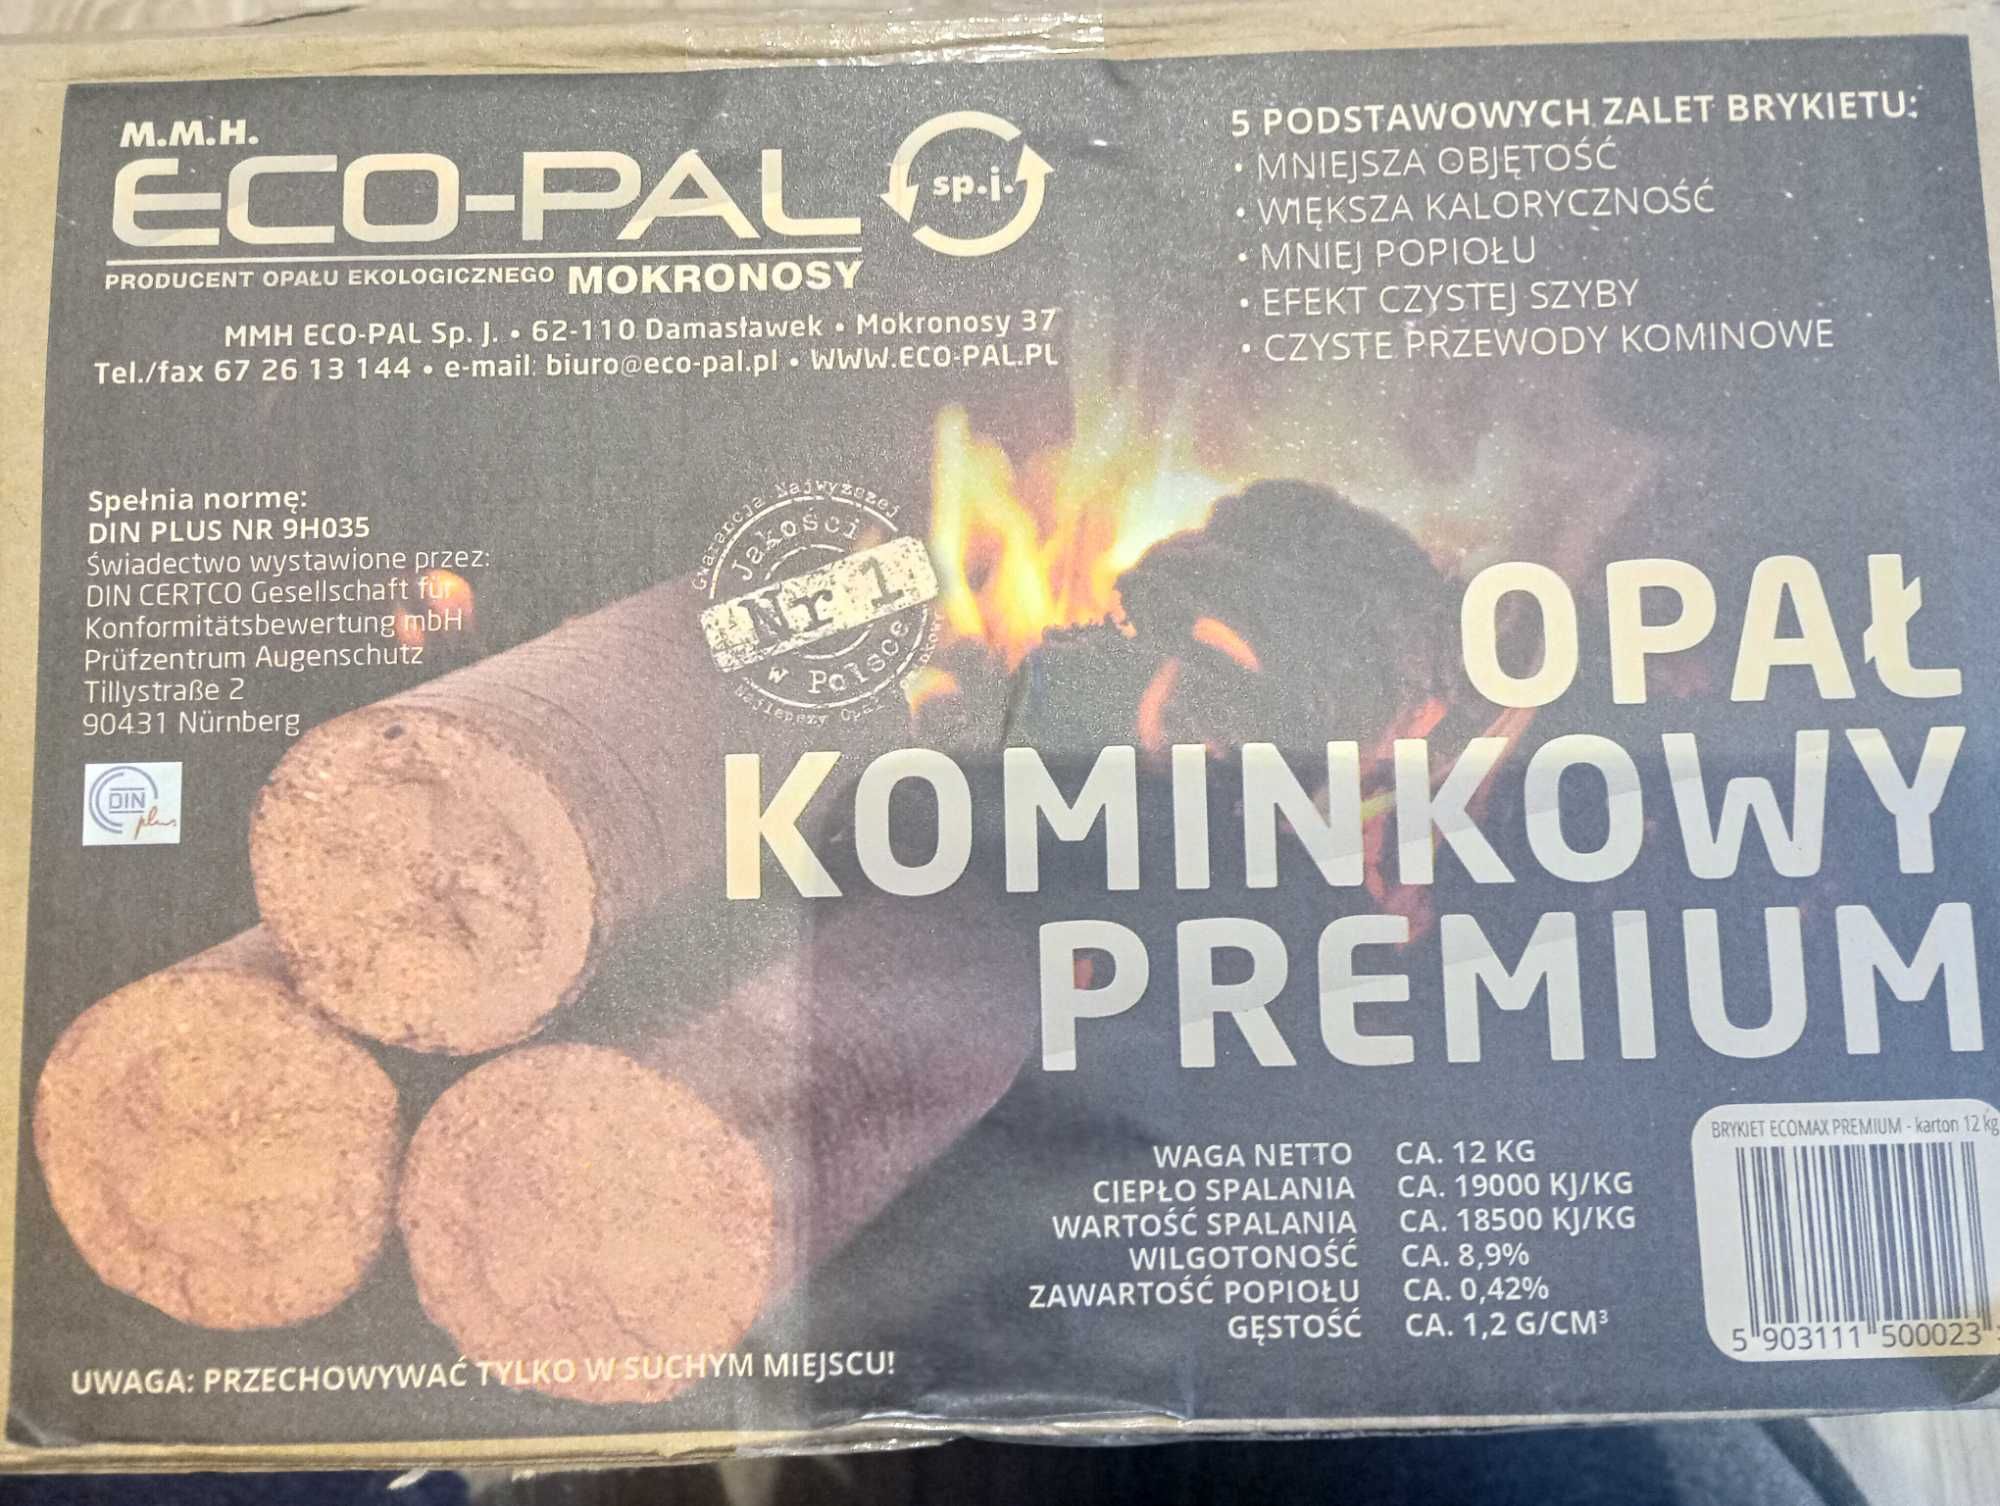 M.M.H.
ECO-PAL sp.j.
PRODUCENT OPAŁU EKOLOGICZNEGO MOKRONOSY
MMH ECO-PAL Sp. J. • 62-110 Damasławek • Mokronosy 37
Tel./fax 67 26 13 144 • e-mail: biuro@eco-pal.pl • WWW.ECO-PAL.PL
5 PODSTAWOWYCH ZALET BRYKIETU:
• MNIEJSZA OBJĘTOŚĆ
• WIĘKSZA KALORYCZNOŚĆ
• MNIEJ POPIOŁU
• EFEKT CZYSTEJ SZYBY
• CZYSTE PRZEWODY KOMINOWE
Spełnia normę:
DIN PLUS NR 9H035
Świadectwo wystawione przez:
DIN CERTCO Gesellschaft für
Konformitätsbewertung mbH
Prüfzentrum Augenschutz
Tillystraße 2
90431 Nürnberg
DIN
plus
Gwarancja Najwyższej
Jakości
Nr 1
w Polsce
Najlepszy Opał
OPAŁ
KOMINKOWY
PREMIUM
WAGA NETTO CA. 12 KG
CIEPŁO SPALANIA CA. 19000 KJ/KG
WARTOŚĆ SPALANIA CA. 18500 KJ/KG
WILGOTONOŚĆ CA. 8,9%
ZAWARTOŚĆ POPIOŁU CA. 0,42%
GĘSTOŚĆ CA. 1,2 G/CM³
BRYKIET ECOMAX PREMIUM - karton 12 kg
5 903111 500023
UWAGA: PRZECHOWYWAĆ TYLKO W SUCHYM MIEJSCU!